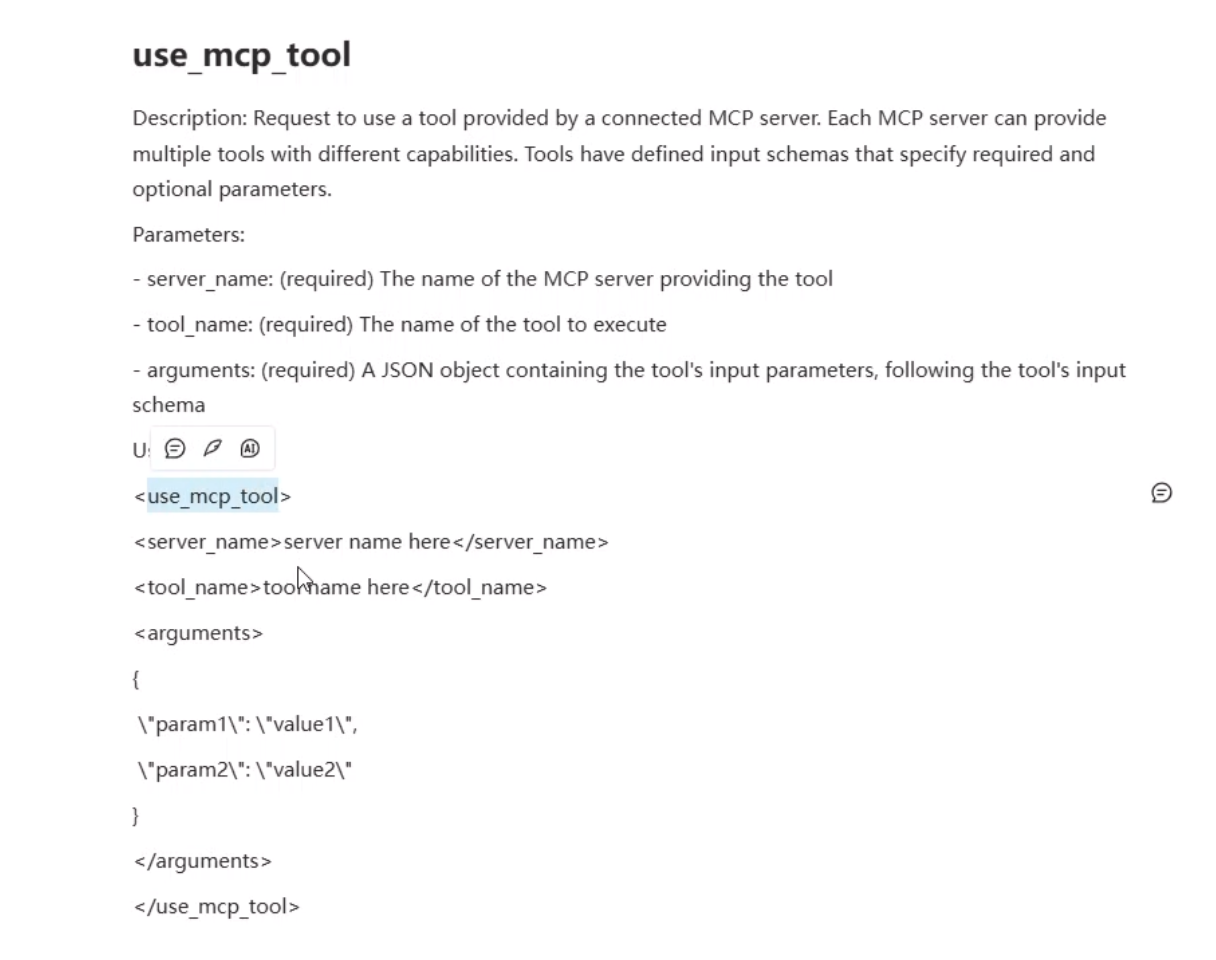 use_mcp_tool
Description: Request to use a tool provided by a connected MCP server. Each MCP server can provide
multiple tools with different capabilities. Tools have defined input schemas that specify required and
optional parameters.
Parameters:
- server_name: (required) The name of the MCP server providing the tool
- tool_name: (required) The name of the tool to execute
- arguments: (required) A JSON object containing the tool's input parameters, following the tool's input
schema
AI
<use_mcp_tool>
<server_name>server name here</server_name>
<tool_name>tool name here</tool_name>
<arguments>
{
\"param1\": \"value1\",
\"param2\": \"value2\"
}
</arguments>
</use_mcp_tool>